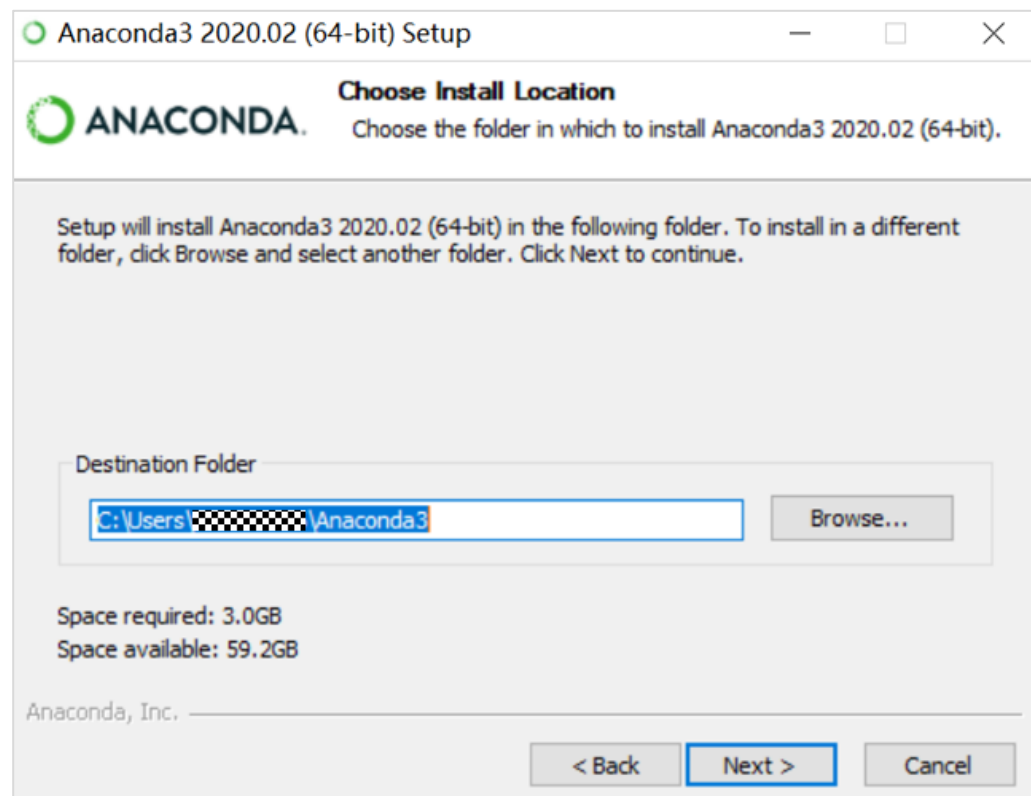 Anaconda3 2020.02 (64-bit) Setup
ANACONDA.
Choose Install Location
Choose the folder in which to install Anaconda3 2020.02 (64-bit).
Setup will install Anaconda3 2020.02 (64-bit) in the following folder. To install in a different
folder, click Browse and select another folder. Click Next to continue.
Destination Folder
C:\Users\ \Anaconda3
Browse...
Space required: 3.0GB
Space available: 59.2GB
Anaconda, Inc.
< Back
Next >
Cancel